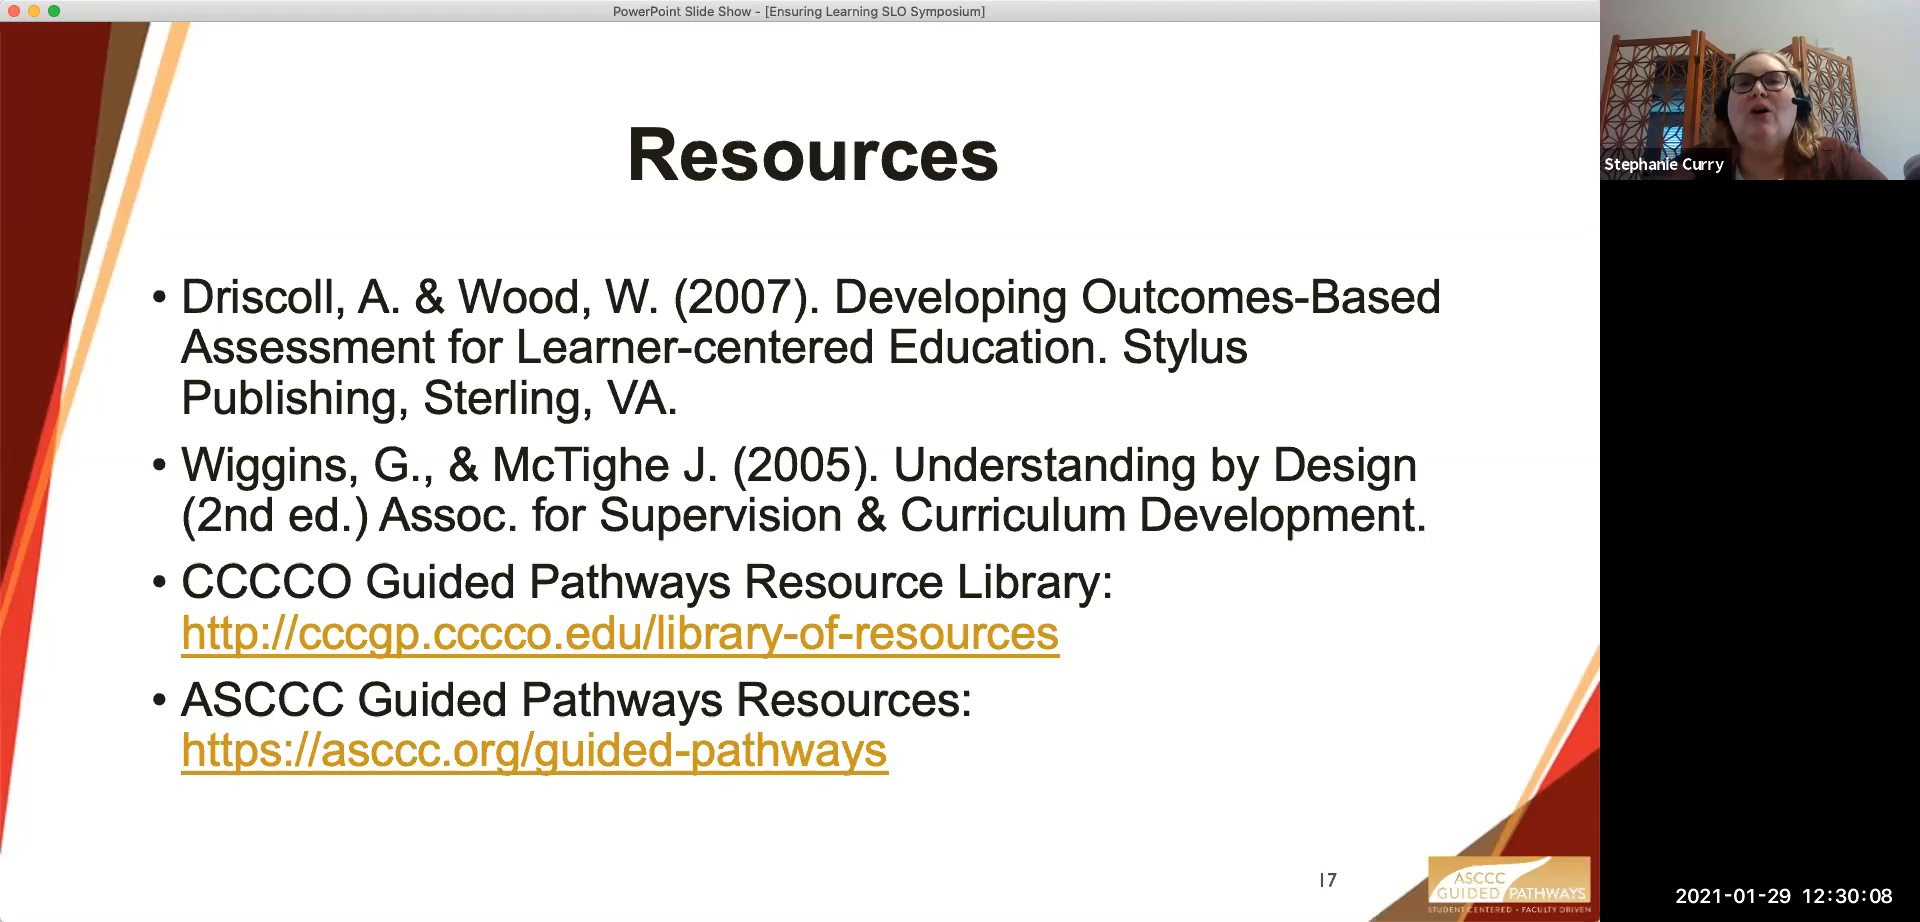 PowerPoint Slide Show - [Ensuring Learning SLO Symposium]
Stephanie Curry
Resources
• Driscoll, A. & Wood, W. (2007). Developing Outcomes-Based
Assessment for Learner-centered Education. Stylus
Publishing, Sterling, VA.
• Wiggins, G., & McTighe J. (2005). Understanding by Design
(2nd ed.) Assoc. for Supervision & Curriculum Development.
• CCCCO Guided Pathways Resource Library:
http://cccgp.cccco.edu/library-of-resources
• ASCCC Guided Pathways Resources:
https://asccc.org/guided-pathways
17
ASCCC
GUIDED PATHWAYS
STUDENT CENTERED • FACULTY DRIVEN
2021-01-29 12:30:08